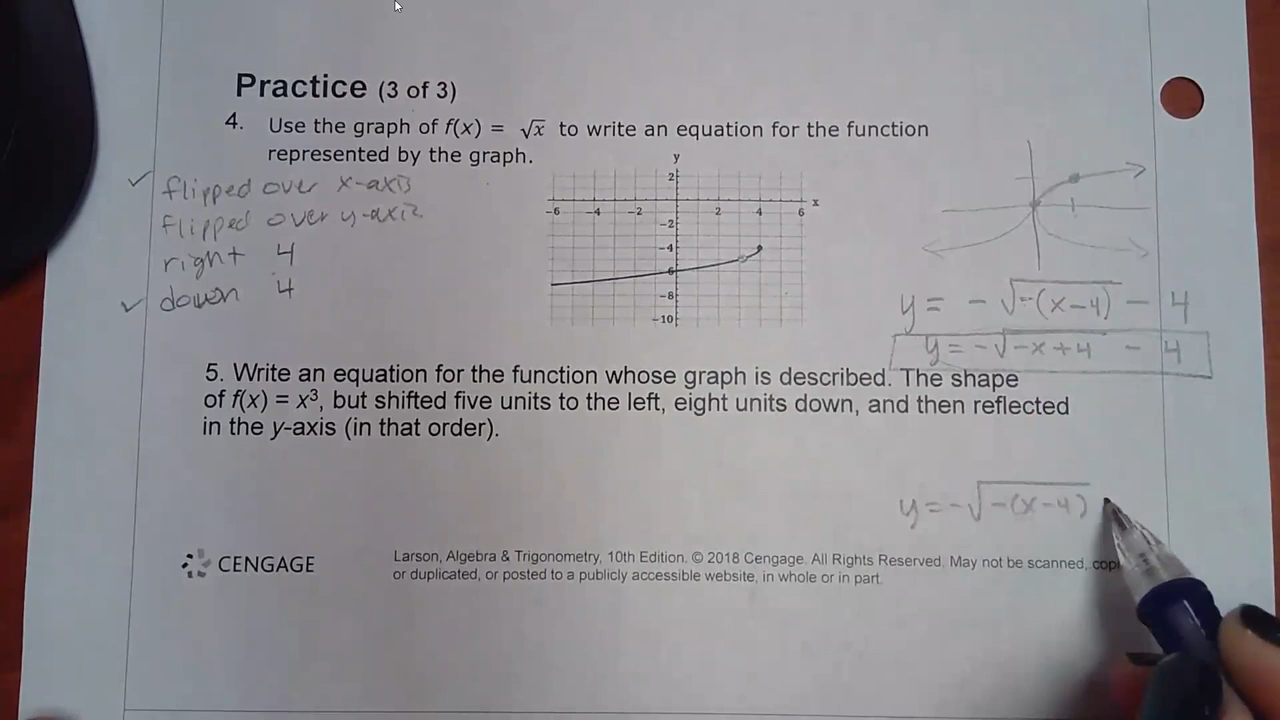 Practice (3 of 3)
4. Use the graph of f(x) = √x to write an equation for the function
represented by the graph.
✓ flipped over x-axis
flipped over y-axis
right 4
✓ down 4
y
2
-6 -4 -2 2 4 6 x
-2
-4
-6
-8
-10
y = -√-(x-4) - 4
y = -√-x+4 - 4
5. Write an equation for the function whose graph is described. The shape
of f(x) = x³, but shifted five units to the left, eight units down, and then reflected
in the y-axis (in that order).
y = -√-(x-4)
CENGAGE
Larson, Algebra & Trigonometry, 10th Edition. © 2018 Cengage. All Rights Reserved. May not be scanned, copi
or duplicated, or posted to a publicly accessible website, in whole or in part.